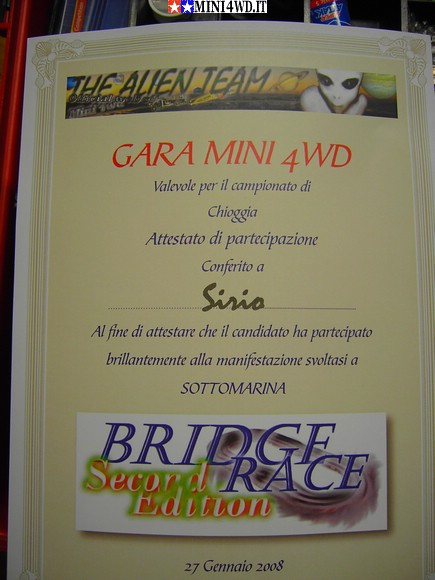 MINI4WD.IT
THE ALIEN TEAM
GARA MINI 4WD
Valevole per il campionato di
Chioggia
Attestato di partecipazione
Conferito a
Sirio
Al fine di attestare che il candidato ha partecipato
brillantemente alla manifestazione svoltasi a
SOTTOMARINA
BRIDGE
RACE
Second
Edition
27 Gennaio 2008